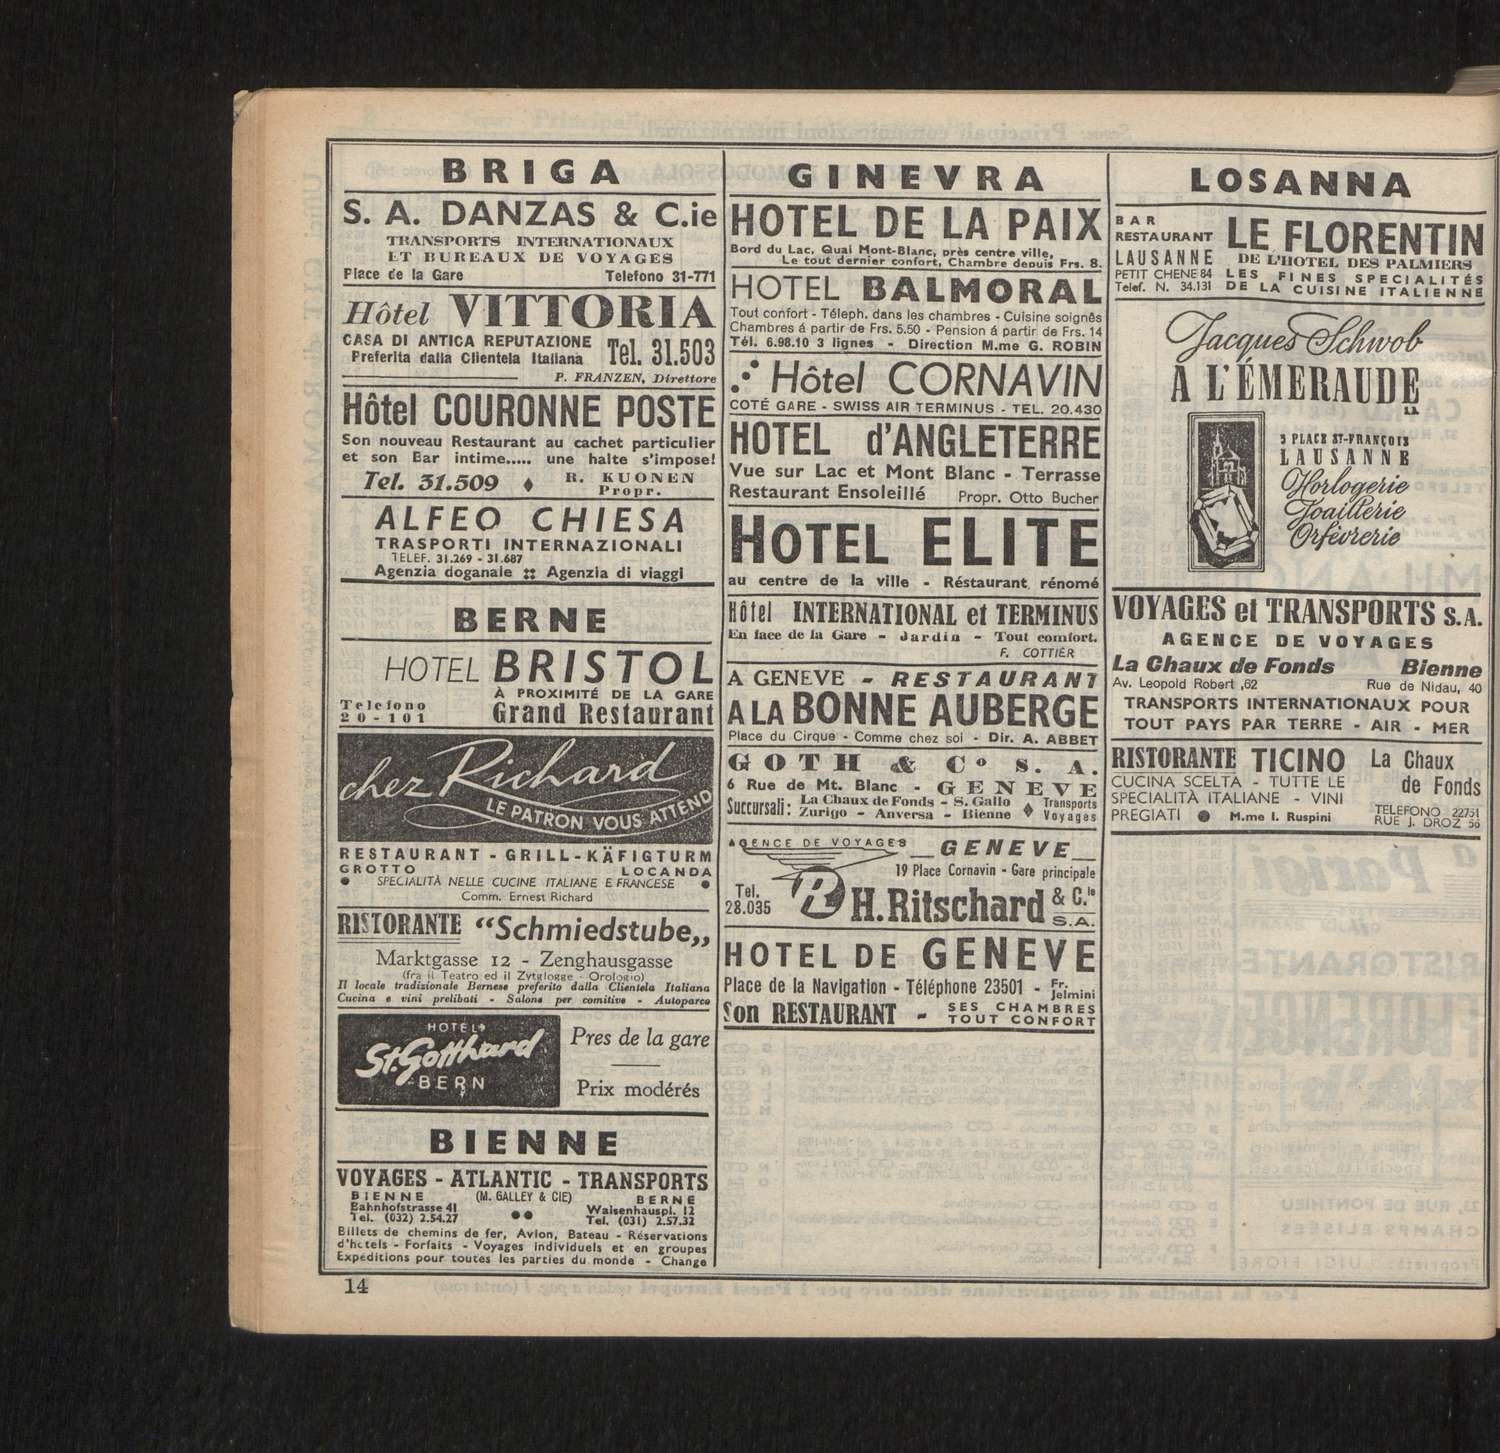 BRIGA
S. A. DANZAS & C.ie
TRANSPORTS INTERNATIONAUX
ET BUREAUX DE VOYAGES
Place de la Gare Telefono 31-771
Hôtel VITTORIA
CASA DI ANTICA REPUTAZIONE
Preferita dalla Clientela Italiana Tel. 31.503
P. FRANZEN, Direttore
Hôtel COURONNE POSTE
Son nouveau Restaurant au cachet particulier
et son Bar intime..... une halte s'impose!
Tel. 31.509 ♦ R. KUONEN
Propr.
ALFEO CHIESA
TRASPORTI INTERNAZIONALI
TELEF. 31.269 - 31.687
Agenzia doganale :: Agenzia di viaggi
BERNE
HOTEL BRISTOL
À PROXIMITÉ DE LA GARE
Telefono
20-101 Grand Restaurant
chez Richard
LE PATRON VOUS ATTEND
RESTAURANT - GRILL - KÄFIGTURM
GROTTO LOCANDA
● SPECIALITÀ NELLE CUCINE ITALIANE E FRANCESE ●
Comm. Ernest Richard
RISTORANTE "Schmiedstube„
Marktgasse 12 - Zenghausgasse
(fra il Teatro ed il Zytglogge - Orologio)
Il locale tradizionale Bernese preferito dalla Clientela Italiana
Cucina e vini prelibati - Salone per comitive - Autoparco
HOTEL
St. Gotthard
BERN
Pres de la gare
Prix modérés
BIENNE
VOYAGES - ATLANTIC - TRANSPORTS
BIENNE (M. GALLEY & CIE) BERNE
Bahnhofstrasse 41 Waisenhauspl. 12
Tel. (032) 2.54.27 ●● Tel. (031) 2.57.32
Billets de chemins de fer, Avion, Bateau - Réservations
d'hotels - Forfaits - Voyages individuels et en groupes
Expeditions pour toutes les parties du monde - Change
14
GINEVRA
HOTEL DE LA PAIX
Bord du Lac, Quai Mont-Blanc, près centre ville,
Le tout dernier confort, Chambre depuis Frs. 8.
HOTEL BALMORAL
Tout confort - Téleph. dans les chambres - Cuisine soignés
Chambres á partir de Frs. 5.50 - Pension á partir de Frs. 14
Tél. 6.98.10 3 lignes - Direction M.me G. ROBIN
Hôtel CORNAVIN
COTÉ GARE - SWISS AIR TERMINUS - TEL. 20.430
HOTEL d'ANGLETERRE
Vue sur Lac et Mont Blanc - Terrasse
Restaurant Ensoleillé Propr. Otto Bucher
HOTEL ELITE
au centre de la ville - Réstaurant rénomé
Hôtel INTERNATIONAL et TERMINUS
En face de la Gare - Jardin - Tout comfort.
F. COTTIER
A GENEVE - RESTAURANT
A LA BONNE AUBERGE
Place du Cirque - Comme chez soi - Dir. A. ABBET
GOTH & Co S. A.
6 Rue de Mt. Blanc - GENEVE
Succursali: La Chaux de Fonds - S. Gallo ♦ Transports
Zurigo - Anversa - Bienne Voyages
AGENCE DE VOYAGES GENEVE
19 Place Cornavin - Gare principale
Tel.
28.035 R H. Ritschard & C.ie
S.A.
HOTEL DE GENEVE
Place de la Navigation - Téléphone 23501 - Fr. Jelmini
Son RESTAURANT - SES CHAMBRES
TOUT CONFORT
LOSANNA
BAR
RESTAURANT
LAUSANNE
PETIT CHENE 84
Telef. N. 34.131
LE FLORENTIN
DE L'HOTEL DES PALMIERS
LES FINES SPECIALITÉS
DE LA CUISINE ITALIENNE
Jacques Schwob
A L'ÉMERAUDE
5 PLACE ST-FRANÇOIS
LAUSANNE
Horlogerie
Joaillerie
Orfèvrerie
VOYAGES et TRANSPORTS S.A.
AGENCE DE VOYAGES
La Chaux de Fonds Bienne
Av. Leopold Robert ,62 Rue de Nidau, 40
TRANSPORTS INTERNATIONAUX POUR
TOUT PAYS PAR TERRE - AIR - MER
RISTORANTE TICINO La Chaux
de Fonds
CUCINA SCELTA - TUTTE LE
SPECIALITÀ ITALIANE - VINI
PREGIATI ● M.me I. Ruspini
TELEFONO 22751
RUE J. DROZ 56